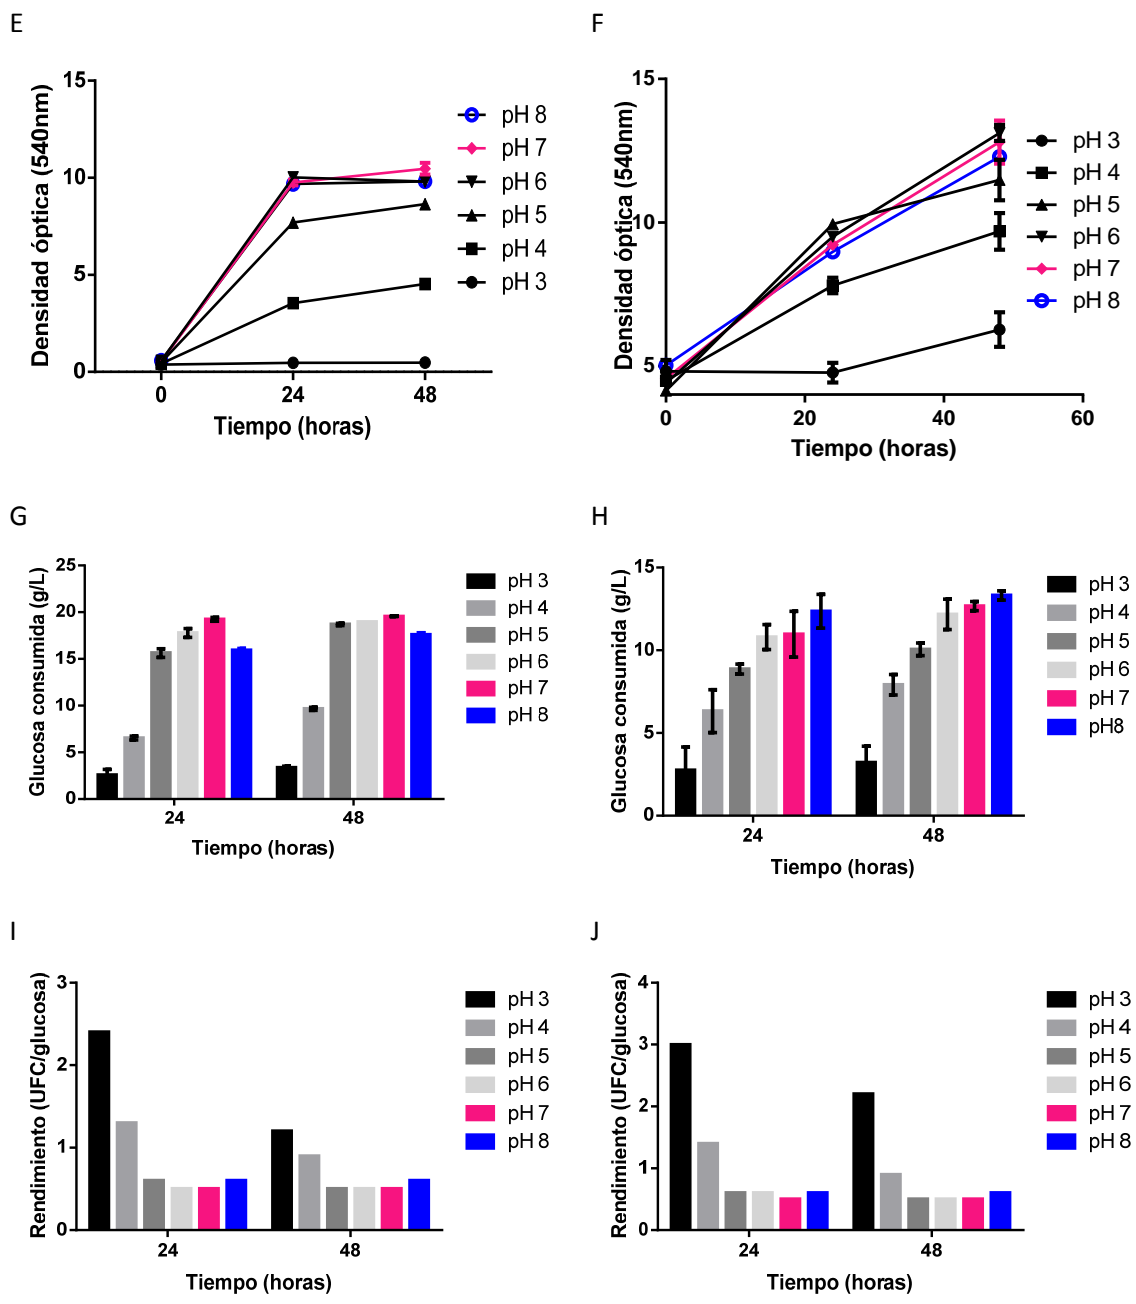 E
15
10
5
0
0
24
48
Densidad óptica (540nm)
Tiempo (horas)
pH 8
pH 7
pH 6
pH 5
pH 4
pH 3
F
15
10
5
0
20
40
60
Densidad óptica (540nm)
Tiempo (horas)
pH 3
pH 4
pH 5
pH 6
pH 7
pH 8
G
25
20
15
10
5
0
24
48
Glucosa consumida (g/L)
Tiempo (horas)
pH 3
pH 4
pH 5
pH 6
pH 7
pH 8
H
15
10
5
0
24
48
Glucosa consumida (g/L)
Tiempo (horas)
pH 3
pH 4
pH 5
pH 6
pH 7
pH8
I
3
2
1
0
24
48
Rendimiento (UFC/glucosa)
Tiempo (horas)
pH 3
pH 4
pH 5
pH 6
pH 7
pH 8
J
4
3
2
1
0
24
48
Rendimiento (UFC/glucosa)
Tiempo (horas)
pH 3
pH 4
pH 5
pH 6
pH 7
pH 8